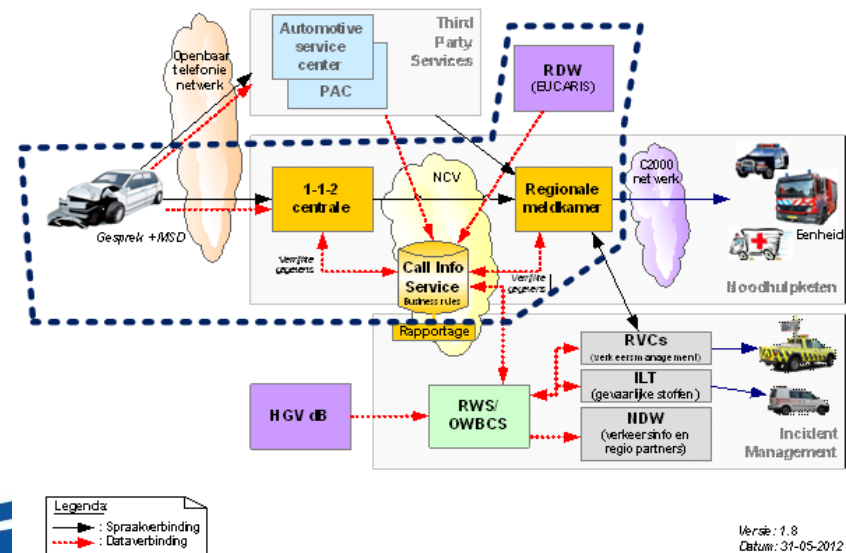 Automotive
service
center
PAC
Third
Party
Services
Openbaar
telefonie
netwerk
RDW
(EUCARIS)
1-1-2
centrale
NCV
Regionale
meldkamer
C2000
netwerk
Gesprek + MSD
Eenheid
Verrijkte
gegevens
Call Info
Service
Business rules
Verrijkte
gegevens
Noodhulpketen
Rapportage
RVCs
(verkeersmanagement)
ILT
(gevaarlijke stoffen)
HGV dB
RWS/
OWBCS
NDW
(verkeersinfo en
regio partners)
Incident
Management
Legenda:
: Spraakverbinding
: Dataverbinding
Versie: 1.8
Datum: 31-05-2012